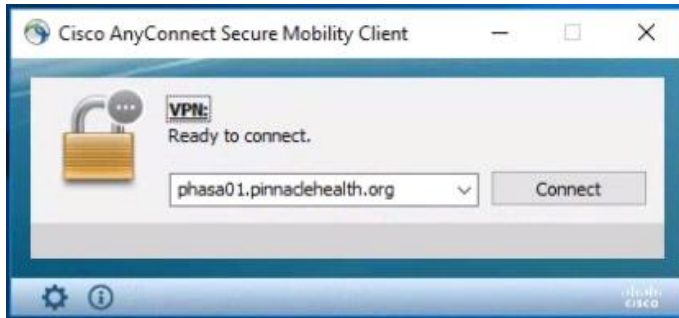 Cisco AnyConnect Secure Mobility Client
VPN:
Ready to connect.
phasa01.pinnaclehealth.org
Connect
CISCO